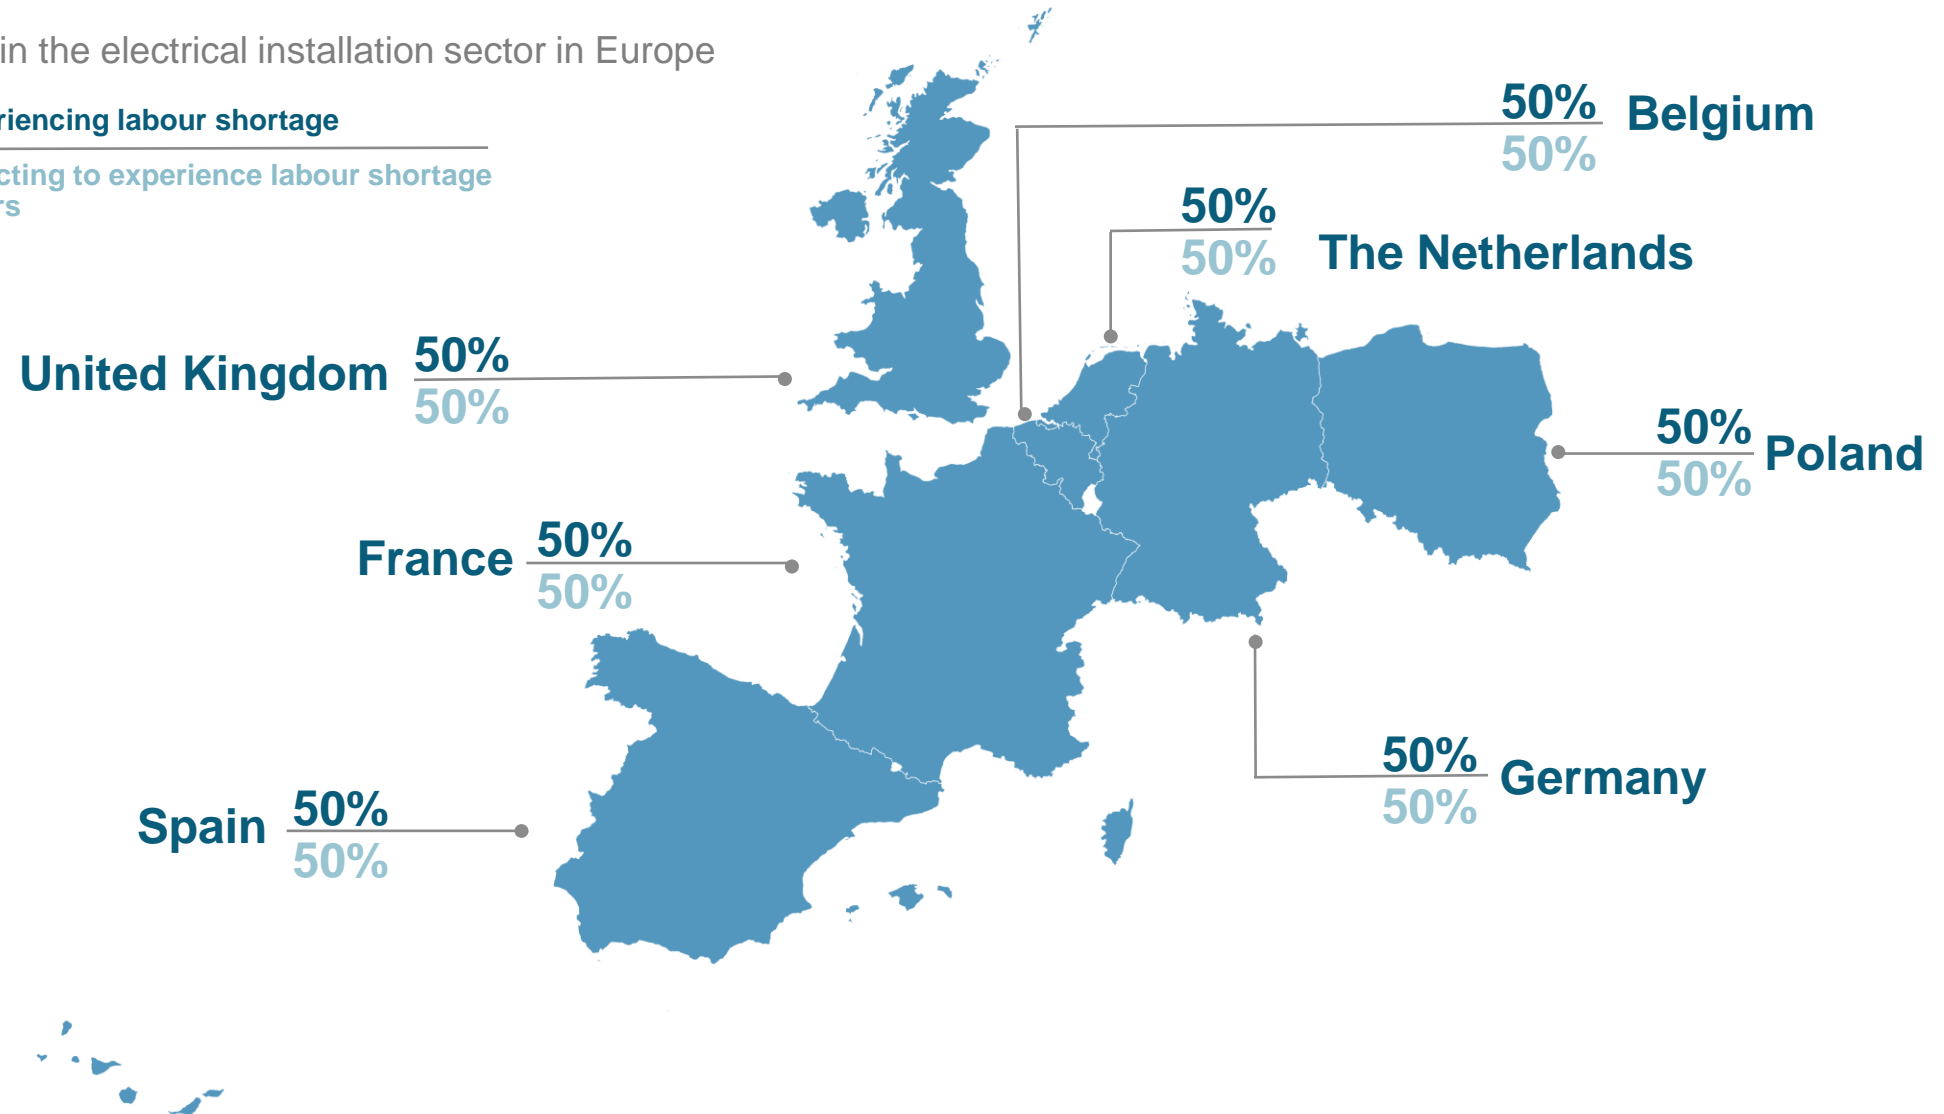 in the electrical installation sector in Europe
riencing labour shortage
cting to experience labour shortage
rs
50% Belgium
50%
50%
50%
The Netherlands
United Kingdom 50%
50%
50%
50%
Poland
France 50%
50%
50%
50%
Germany
Spain 50%
50%